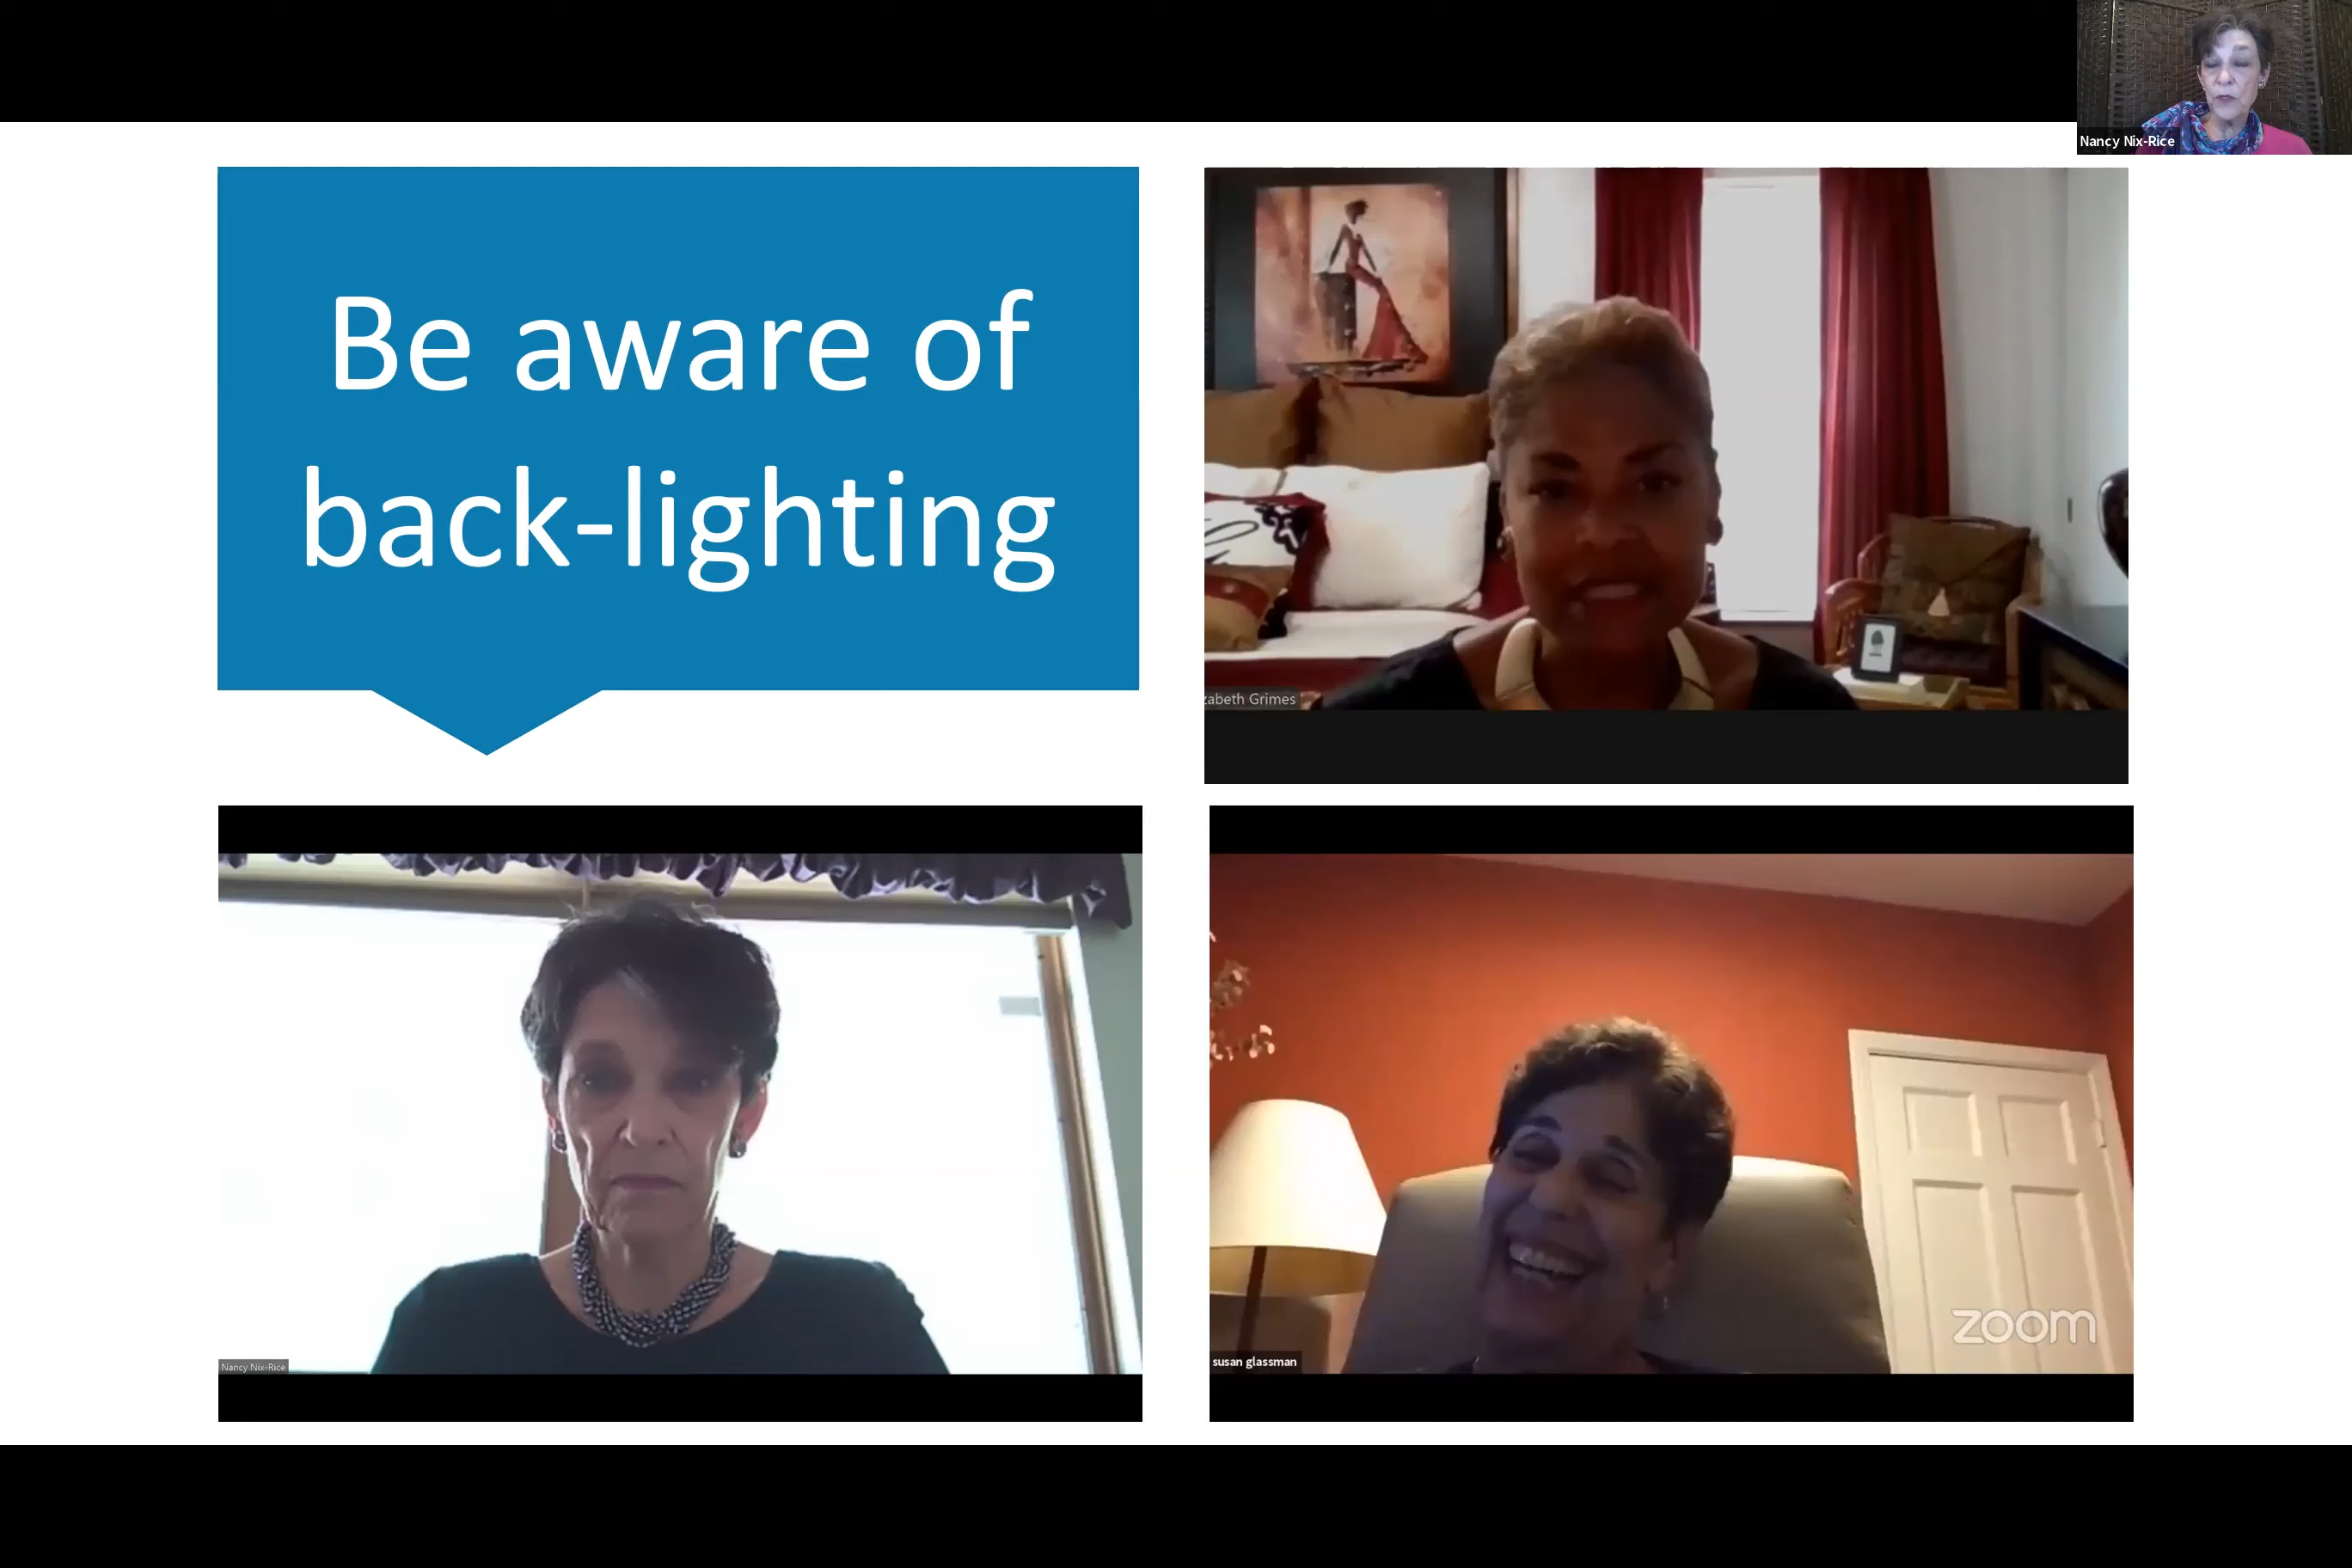 Nancy Nix-Rice
Be aware of
back-lighting
zabeth Grimes
Nancy Nix-Rice
susan glassman
zoom